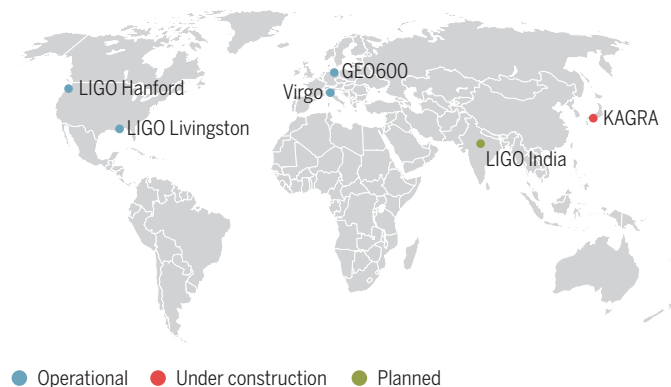 GEO600
LIGO Hanford
Virgo
KAGRA
LIGO Livingston
LIGO India
Operational
Under construction
Planned